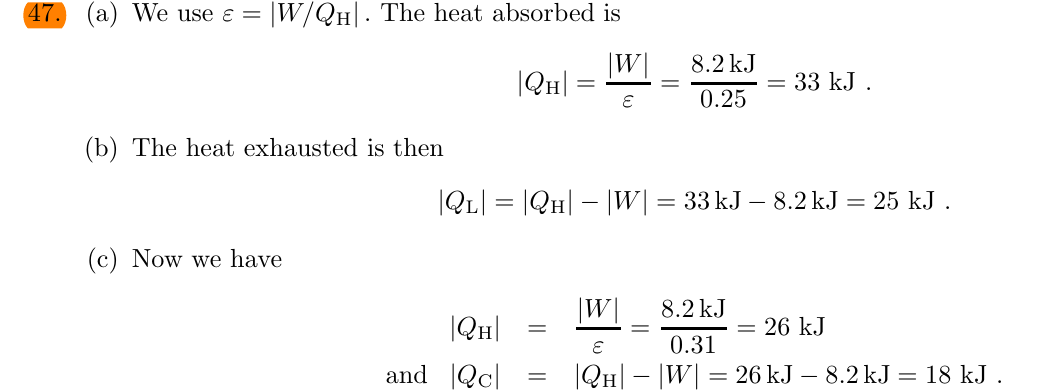 47. (a) We use ε = |W/Q_H|. The heat absorbed is
|Q_H| = |W|/ε = 8.2 kJ/0.25 = 33 kJ .
(b) The heat exhausted is then
|Q_L| = |Q_H| − |W| = 33 kJ − 8.2 kJ = 25 kJ .
(c) Now we have
|Q_H| = |W|/ε = 8.2 kJ/0.31 = 26 kJ
and |Q_C| = |Q_H| − |W| = 26 kJ − 8.2 kJ = 18 kJ .